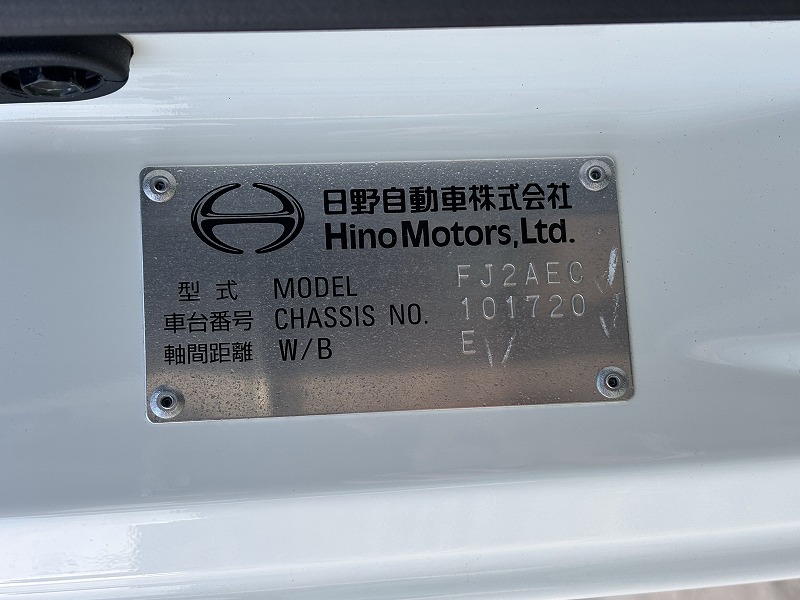 日野自動車株式会社
Hino Motors, Ltd.
型式 MODEL FJ2AEC
車台番号 CHASSIS NO. 101720
軸間距離 W/B E